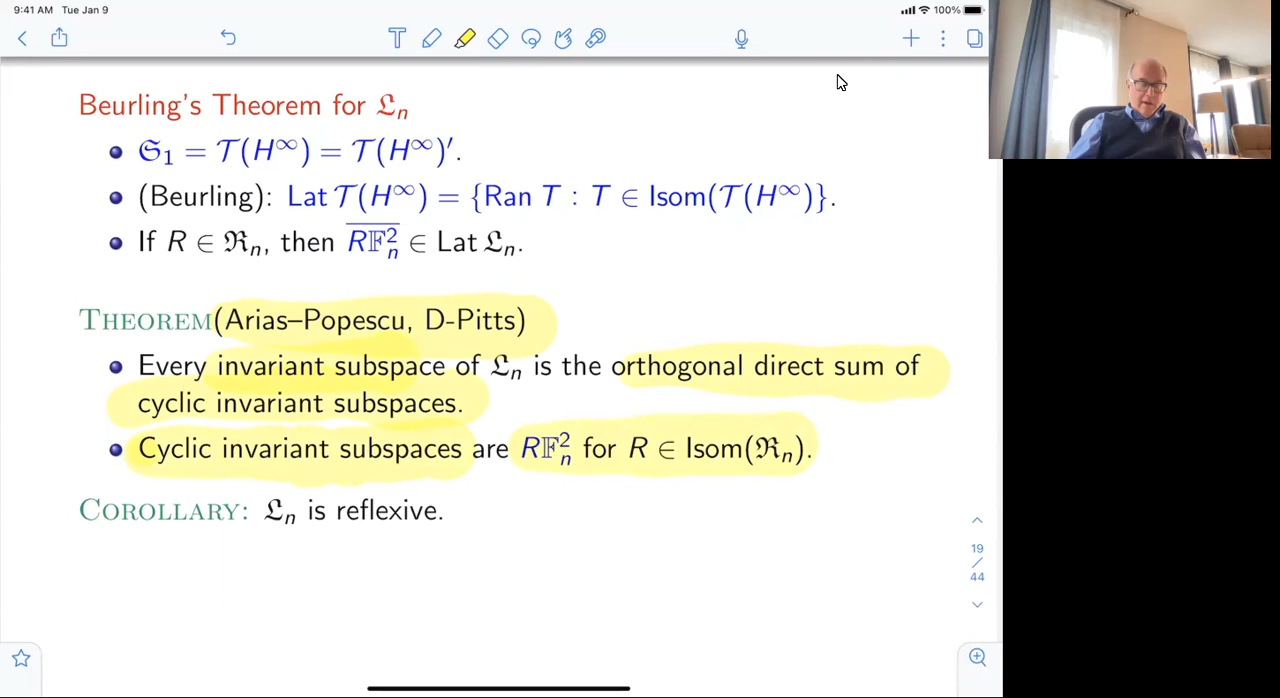 9:41 AM Tue Jan 9
100%
Beurling's Theorem for 𝔏ₙ
• 𝔖₁ = 𝒯(H^∞) = 𝒯(H^∞)′.
• (Beurling): Lat 𝒯(H^∞) = {Ran T : T ∈ Isom(𝒯(H^∞)}.
• If R ∈ ℜₙ, then \overline{R𝔽ₙ²} ∈ Lat 𝔏ₙ.
THEOREM(Arias–Popescu, D-Pitts)
• Every invariant subspace of 𝔏ₙ is the orthogonal direct sum of
cyclic invariant subspaces.
• Cyclic invariant subspaces are R𝔽ₙ² for R ∈ Isom(ℜₙ).
COROLLARY: 𝔏ₙ is reflexive.
19
/
44